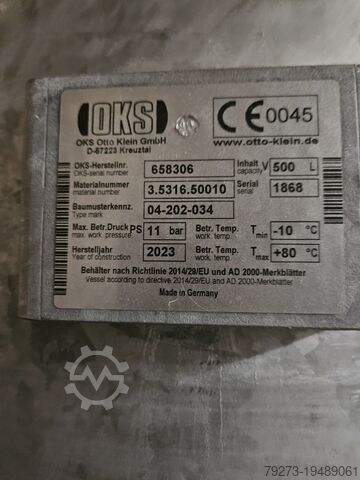 OKS
CE 0045
OKS Otto Klein GmbH
D-57223 Kreuztal
www.otto-klein.de
OKS-Herstellnr. 658306 Inhalt V 500 L
OKS-serial number capacity
Materialnummer 3.5316.50010 Serial 1868
material number serial
Baumusterkennz. 04-202-034
Type mark
Max. Betr.Druck PS 11 bar Betr. Temp. T min -10 °C
max. work. pressure work. temp.
Herstelljahr 2023 Betr. Temp. T max +80 °C
Year of construction work. temp.
Behälter nach Richtlinie 2014/29/EU und AD 2000-Merkblätter
Vessel according to directive 2014/29/EU and AD 2000-Merkblätter
Made in Germany
Machineseeker
79273-19489061